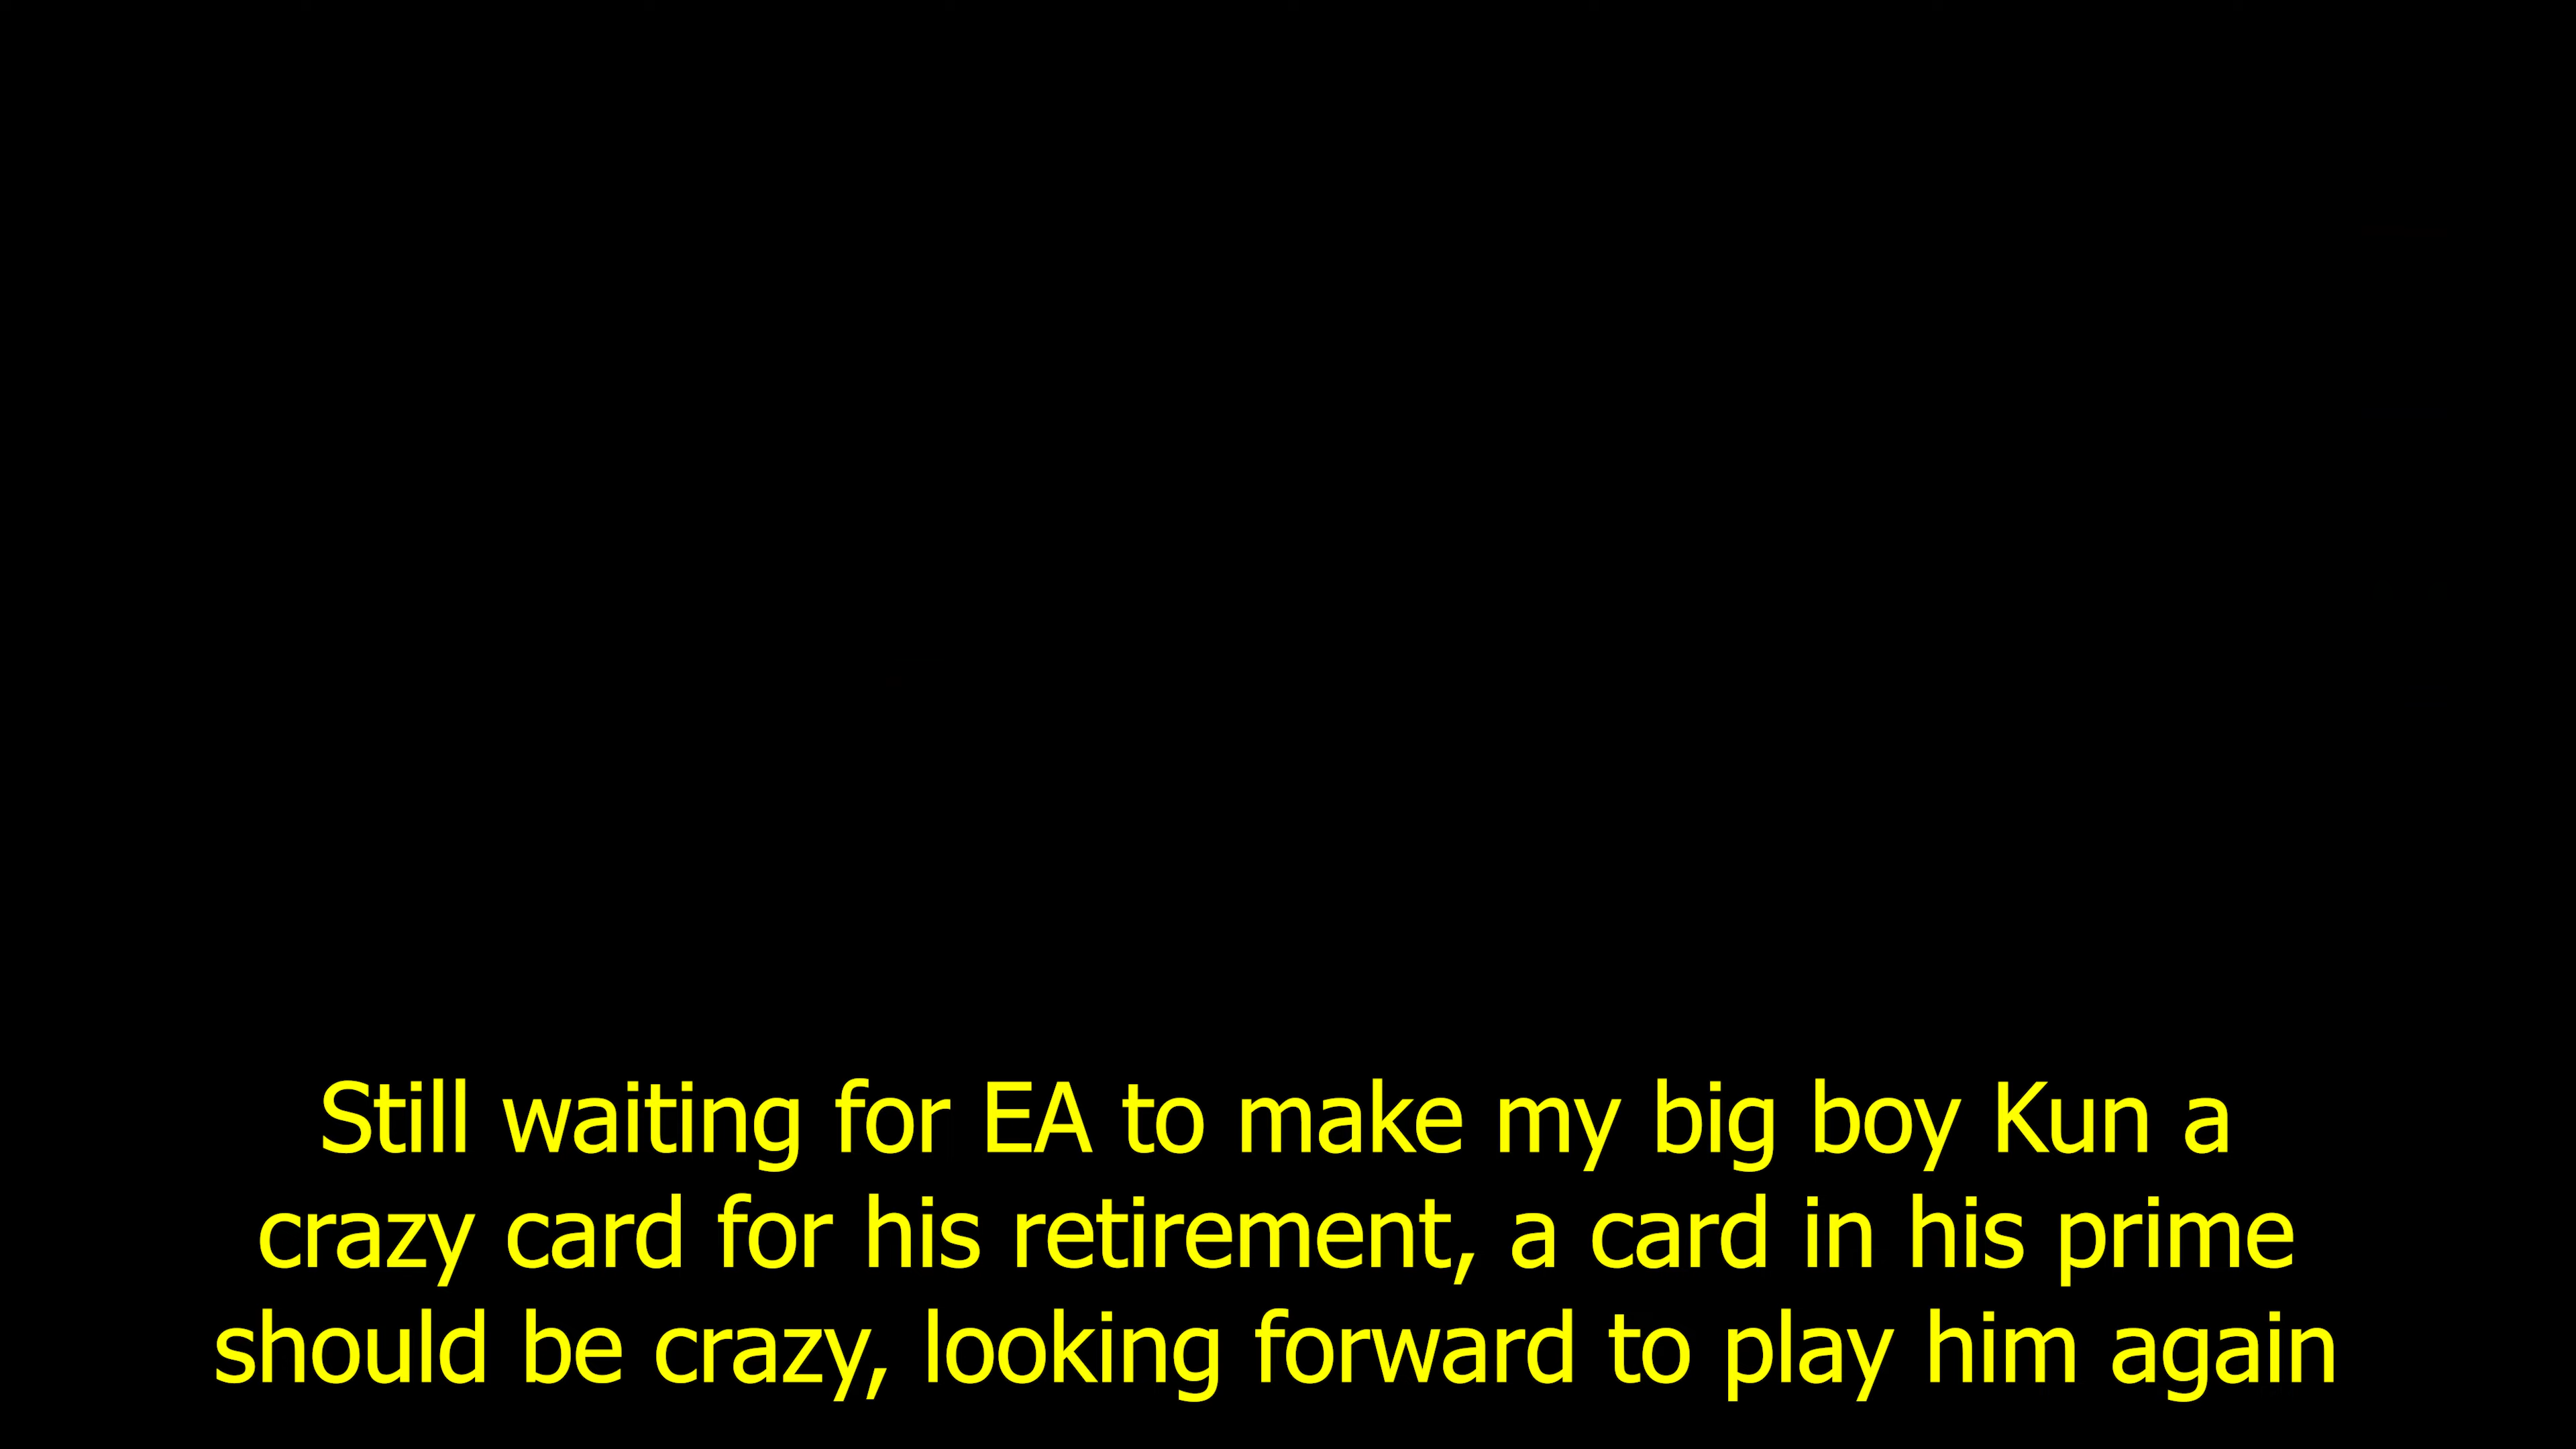 Still waiting for EA to make my big boy Kun a
crazy card for his retirement, a card in his prime
should be crazy, looking forward to play him again